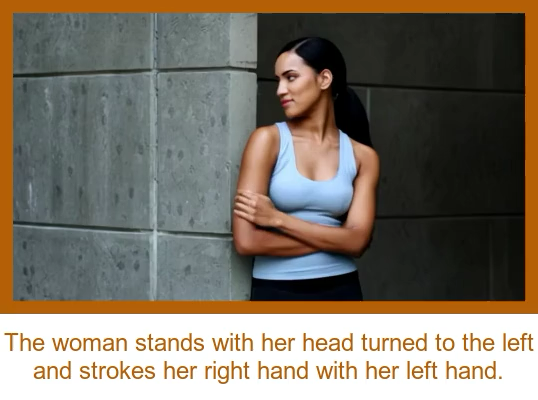 The woman stands with her head turned to the left
and strokes her right hand with her left hand.